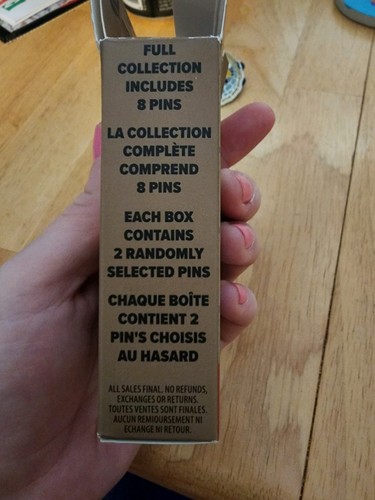 FULL
COLLECTION
INCLUDES
8 PINS
LA COLLECTION
COMPLÈTE
COMPREND
8 PINS
EACH BOX
CONTAINS
2 RANDOMLY
SELECTED PINS
CHAQUE BOÎTE
CONTIENT 2
PIN'S CHOISIS
AU HASARD
ALL SALES FINAL. NO REFUNDS,
EXCHANGES OR RETURNS.
TOUTES VENTES SONT FINALES.
AUCUN REMBOURSEMENT NI
ECHANGE NI RETOUR.